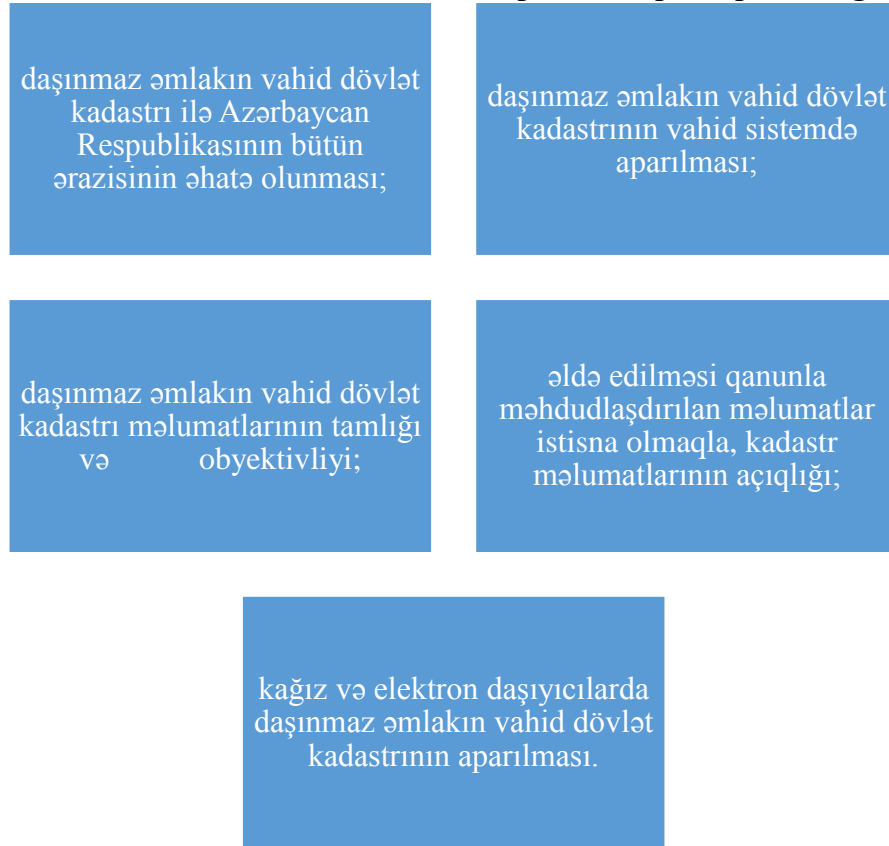 daşınmaz əmlakın vahid dövlət
kadastrı ilə Azərbaycan
Respublikasının bütün
ərazisinin əhatə olunması;
daşınmaz əmlakın vahid dövlət
kadastrının vahid sistemdə
aparılması;
daşınmaz əmlakın vahid dövlət
kadastrı məlumatlarının tamlığı
və obyektivliyi;
əldə edilməsi qanunla
məhdudlaşdırılan məlumatlar
istisna olmaqla, kadastr
məlumatlarının açıqlığı;
kağız və elektron daşıyıcılarda
daşınmaz əmlakın vahid dövlət
kadastrının aparılması.